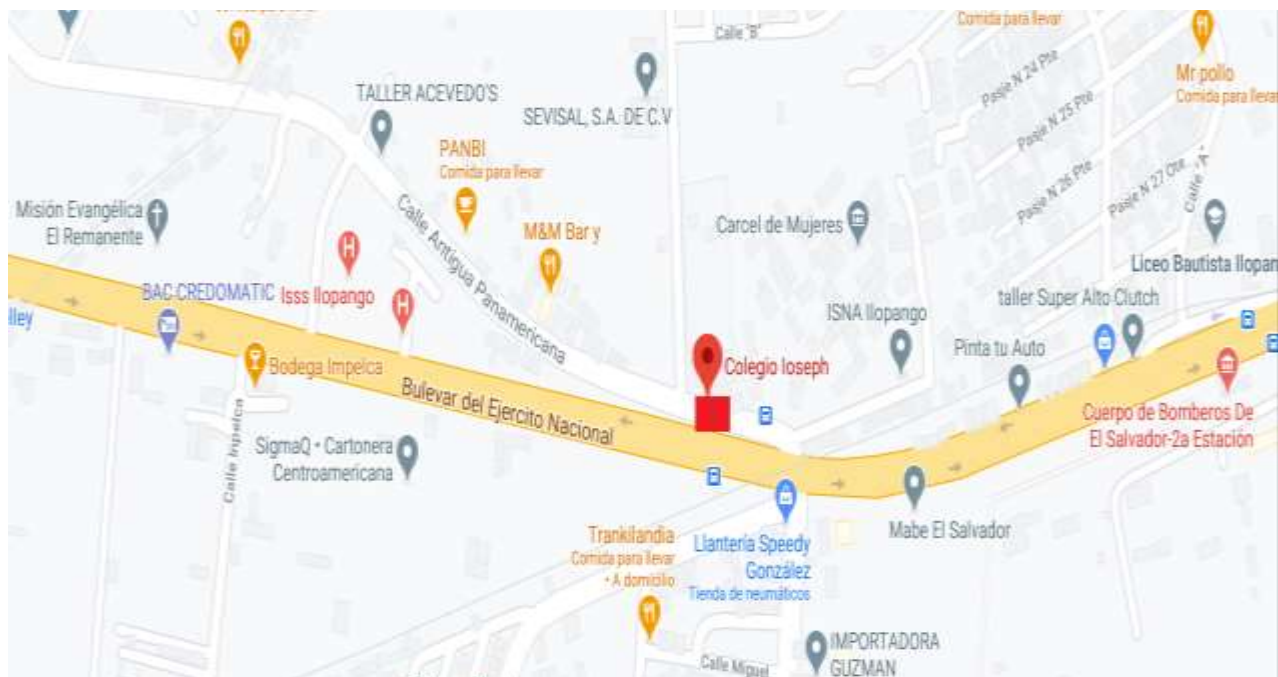 Comida para llevar
Calle "B"
Comida para llevar
Mr pollo
Comida para llevar
Pasje N 24 Pte
Pasje N 25 Pte
Pasje N 26 Pte
Pasje N 27 Ote
Calle "A"
TALLER ACEVEDO'S
SEVISAL, S.A. DE C.V
PANBI
Comida para llevar
Misión Evangélica
El Remanente
Calle Antigua Panamericana
M&M Bar y
Carcel de Mujeres
Liceo Bautista Ilopan
BAC CREDOMATIC
Isss Ilopango
H
H
ISNA Ilopango
taller Super Alto Clutch
lley
Pinta tu Auto
Bodega Impelca
Colegio Ioseph
Bulevar del Ejercito Nacional
Cuerpo de Bomberos De
El Salvador-2a Estación
Calle Inpelca
SigmaQ • Cartonera
Centroamericana
Mabe El Salvador
Trankilandia
Comida para llevar
• A domicilio
Llantería Speedy
González
Tienda de neumáticos
Calle Miguel
IMPORTADORA
GUZMAN